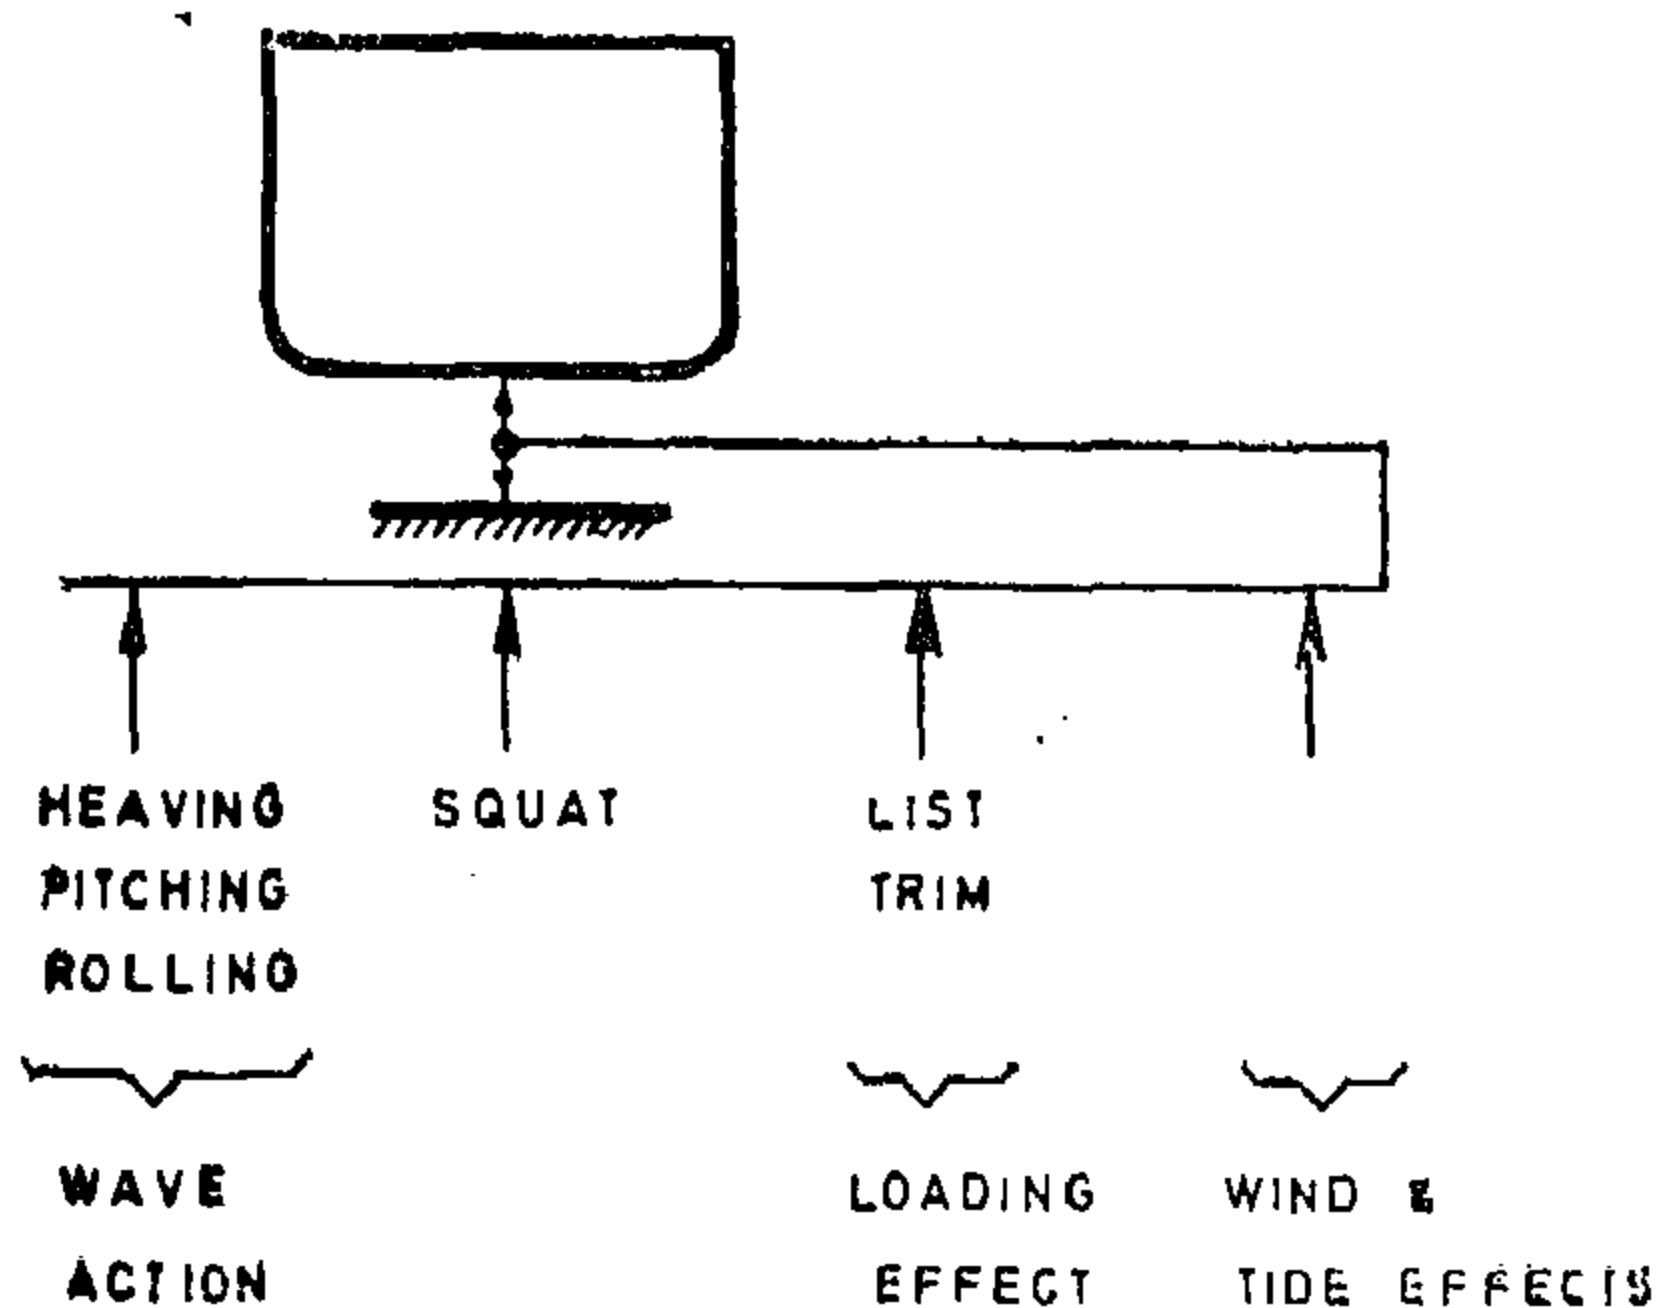 HEAVING
PITCHING
ROLLING
SQUAT
LIST
TRIM
WAVE
ACTION
LOADING
EFFECT
WIND &
TIDE EFFECTS